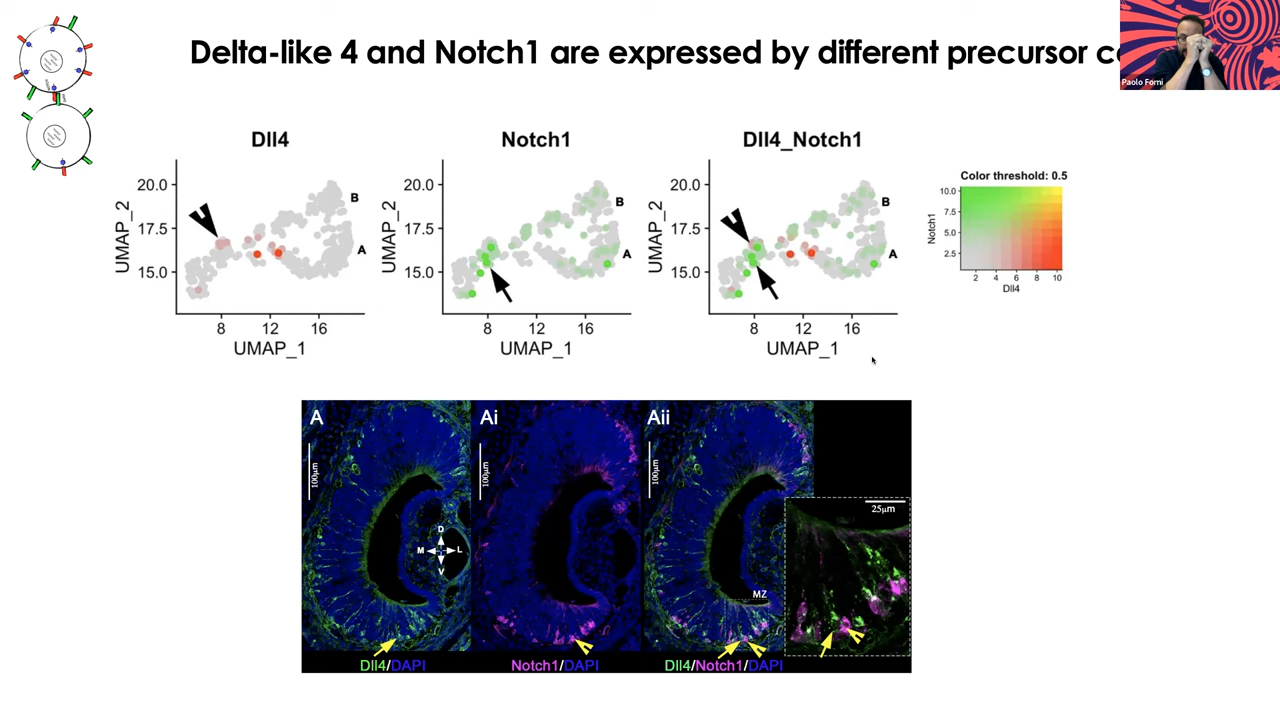 Delta-like 4 and Notch1 are expressed by different precursor
Paolo Forni
Dll4
UMAP_2
20.0
17.5
15.0
8
12
16
UMAP_1
B
A
Notch1
UMAP_2
20.0
17.5
15.0
8
12
16
UMAP_1
B
A
Dll4_Notch1
UMAP_2
20.0
17.5
15.0
8
12
16
UMAP_1
B
A
Color threshold: 0.5
Notch1
10.0
7.5
5.0
2.5
2
4
6
8
10
Dll4
A
100µm
D
M
L
V
Dll4/DAPI
Ai
100µm
Notch1/DAPI
Aii
100µm
MZ
Dll4/Notch1/DAPI
25µm